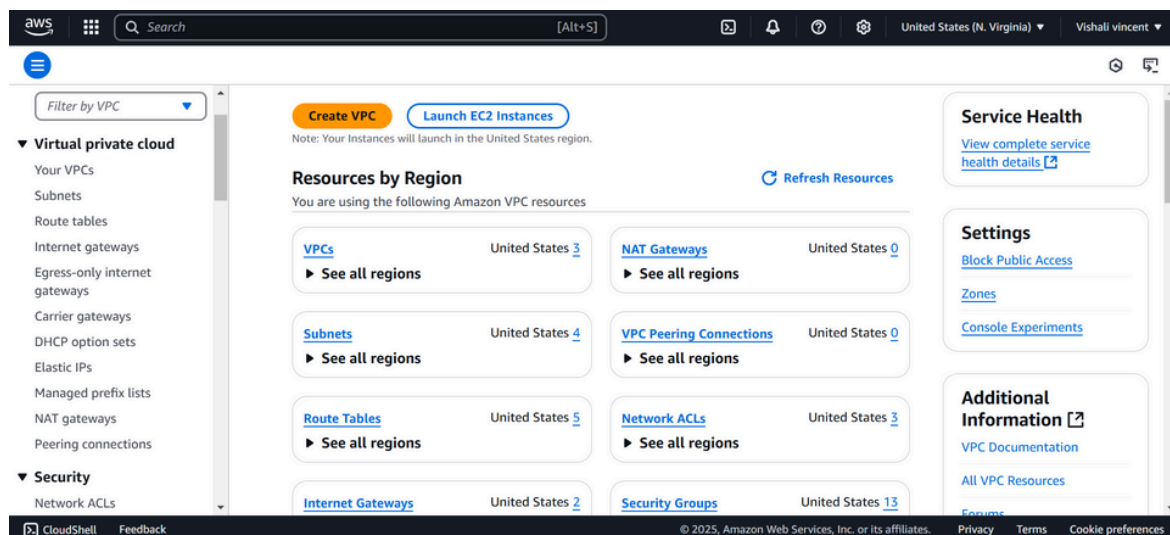 aws
Search [Alt+S]
United States (N. Virginia) ▼
Vishali vincent ▼
Filter by VPC ▼
▼ Virtual private cloud
Your VPCs
Subnets
Route tables
Internet gateways
Egress-only internet
gateways
Carrier gateways
DHCP option sets
Elastic IPs
Managed prefix lists
NAT gateways
Peering connections
▼ Security
Network ACLs
Create VPC
Launch EC2 Instances
Note: Your Instances will launch in the United States region.
Resources by Region
Refresh Resources
You are using the following Amazon VPC resources
VPCs United States 3
▶ See all regions
NAT Gateways United States 0
▶ See all regions
Subnets United States 4
▶ See all regions
VPC Peering Connections United States 0
▶ See all regions
Route Tables United States 5
▶ See all regions
Network ACLs United States 3
▶ See all regions
Internet Gateways United States 2
Security Groups United States 13
Service Health
View complete service
health details
Settings
Block Public Access
Zones
Console Experiments
Additional
Information
VPC Documentation
All VPC Resources
Forums
CloudShell Feedback
© 2025, Amazon Web Services, Inc. or its affiliates. Privacy Terms Cookie preferences